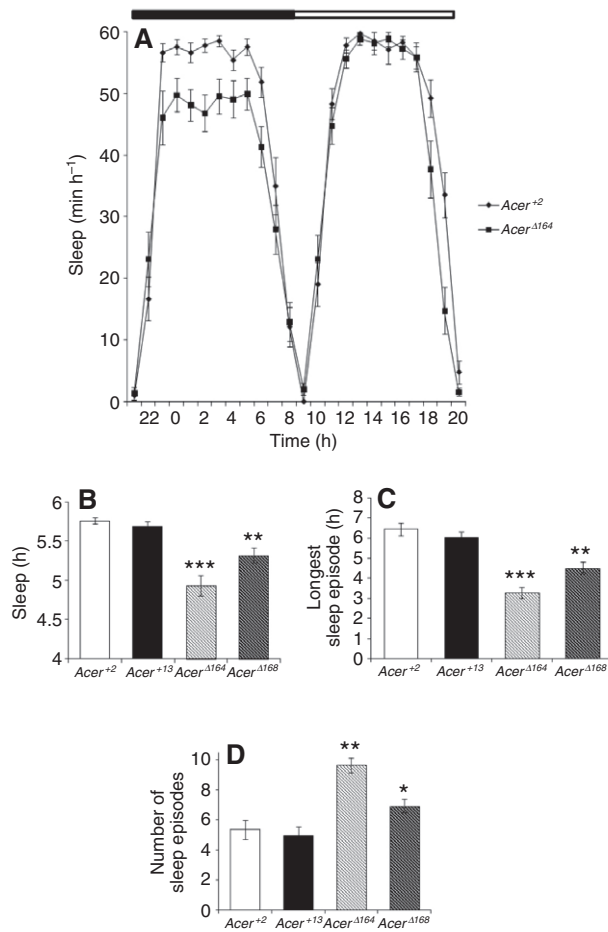 A
60
50
40
30
20
10
0
Sleep (min h⁻¹)
22 0 2 4 6 8 10 12 14 16 18 20
Time (h)
Acer⁺²
Acer^Δ164
B
6
5.5
5
4.5
4
Sleep (h)
***
**
Acer⁺² Acer⁺¹³ Acer^Δ164 Acer^Δ168
C
8
7
6
5
4
3
2
1
0
Longest
sleep episode (h)
***
**
Acer⁺² Acer⁺¹³ Acer^Δ164 Acer^Δ168
D
10
8
6
4
2
0
Number of
sleep episodes
**
*
Acer⁺² Acer⁺¹³ Acer^Δ164 Acer^Δ168